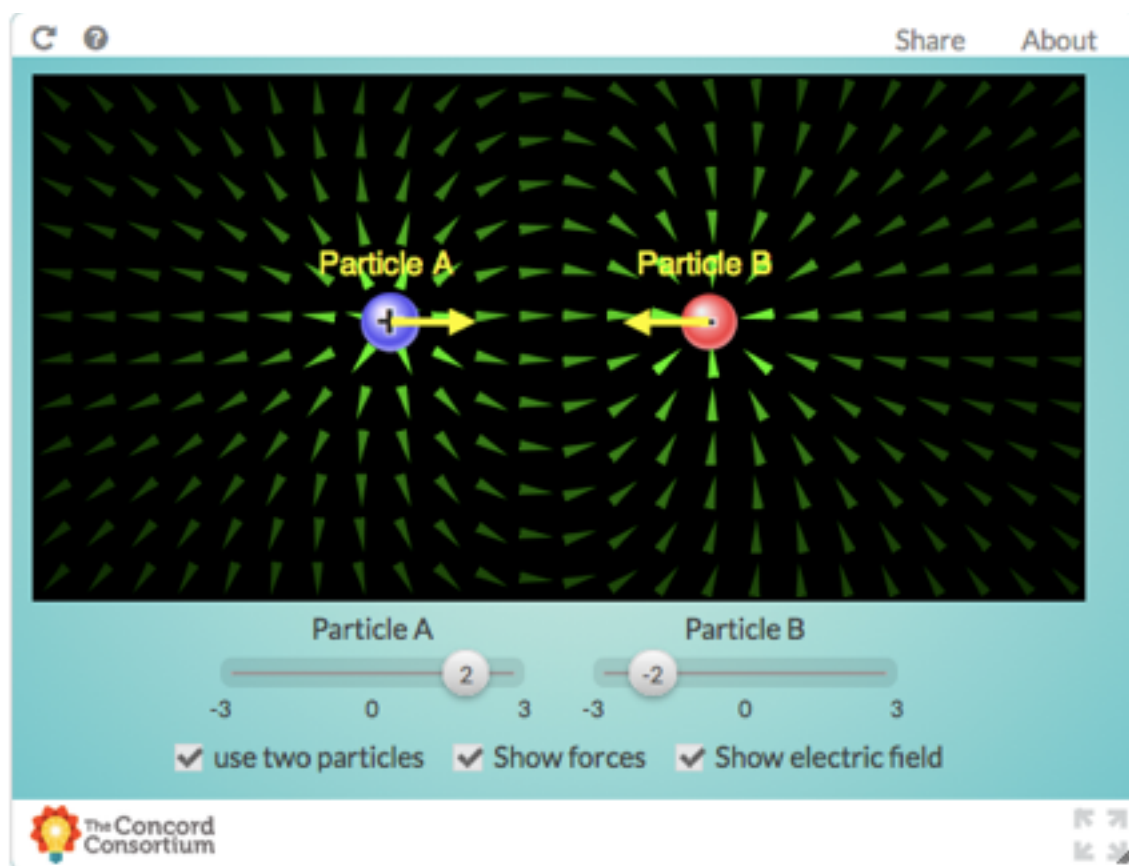 Share About
Particle A Particle B
+ -
Particle A Particle B
2 -2
-3 0 3 -3 0 3
use two particles Show forces Show electric field
The Concord
Consortium